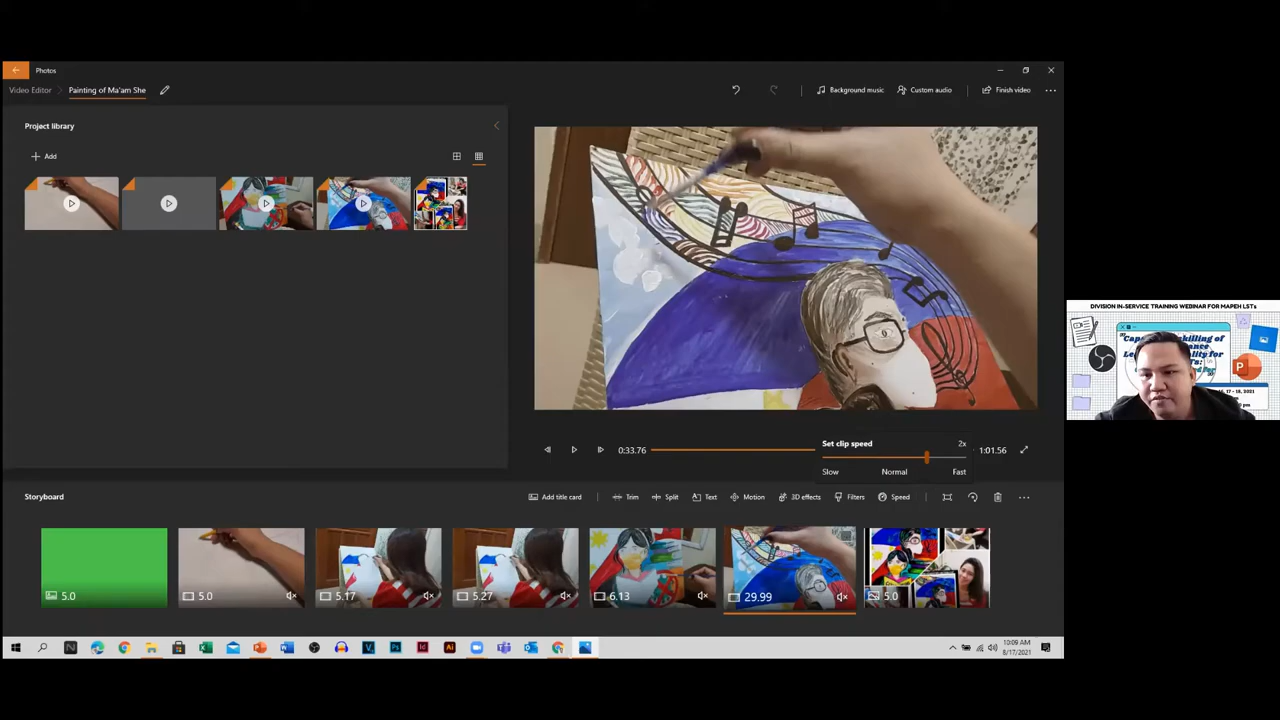 Photos
Video Editor
Painting of Ma'am She
Background music
Custom audio
Finish video
Project library
Add
0:33.76
1:01.56
Set clip speed
2x
Slow
Normal
Fast
Storyboard
Add title card
Trim
Split
Text
Motion
3D effects
Filters
Speed
5.0
5.0
5.17
5.27
6.13
29.99
5.0
10:09 AM
8/17/2021
DIVISION IN-SERVICE TRAINING WEBINAR FOR MAPEH LSTs